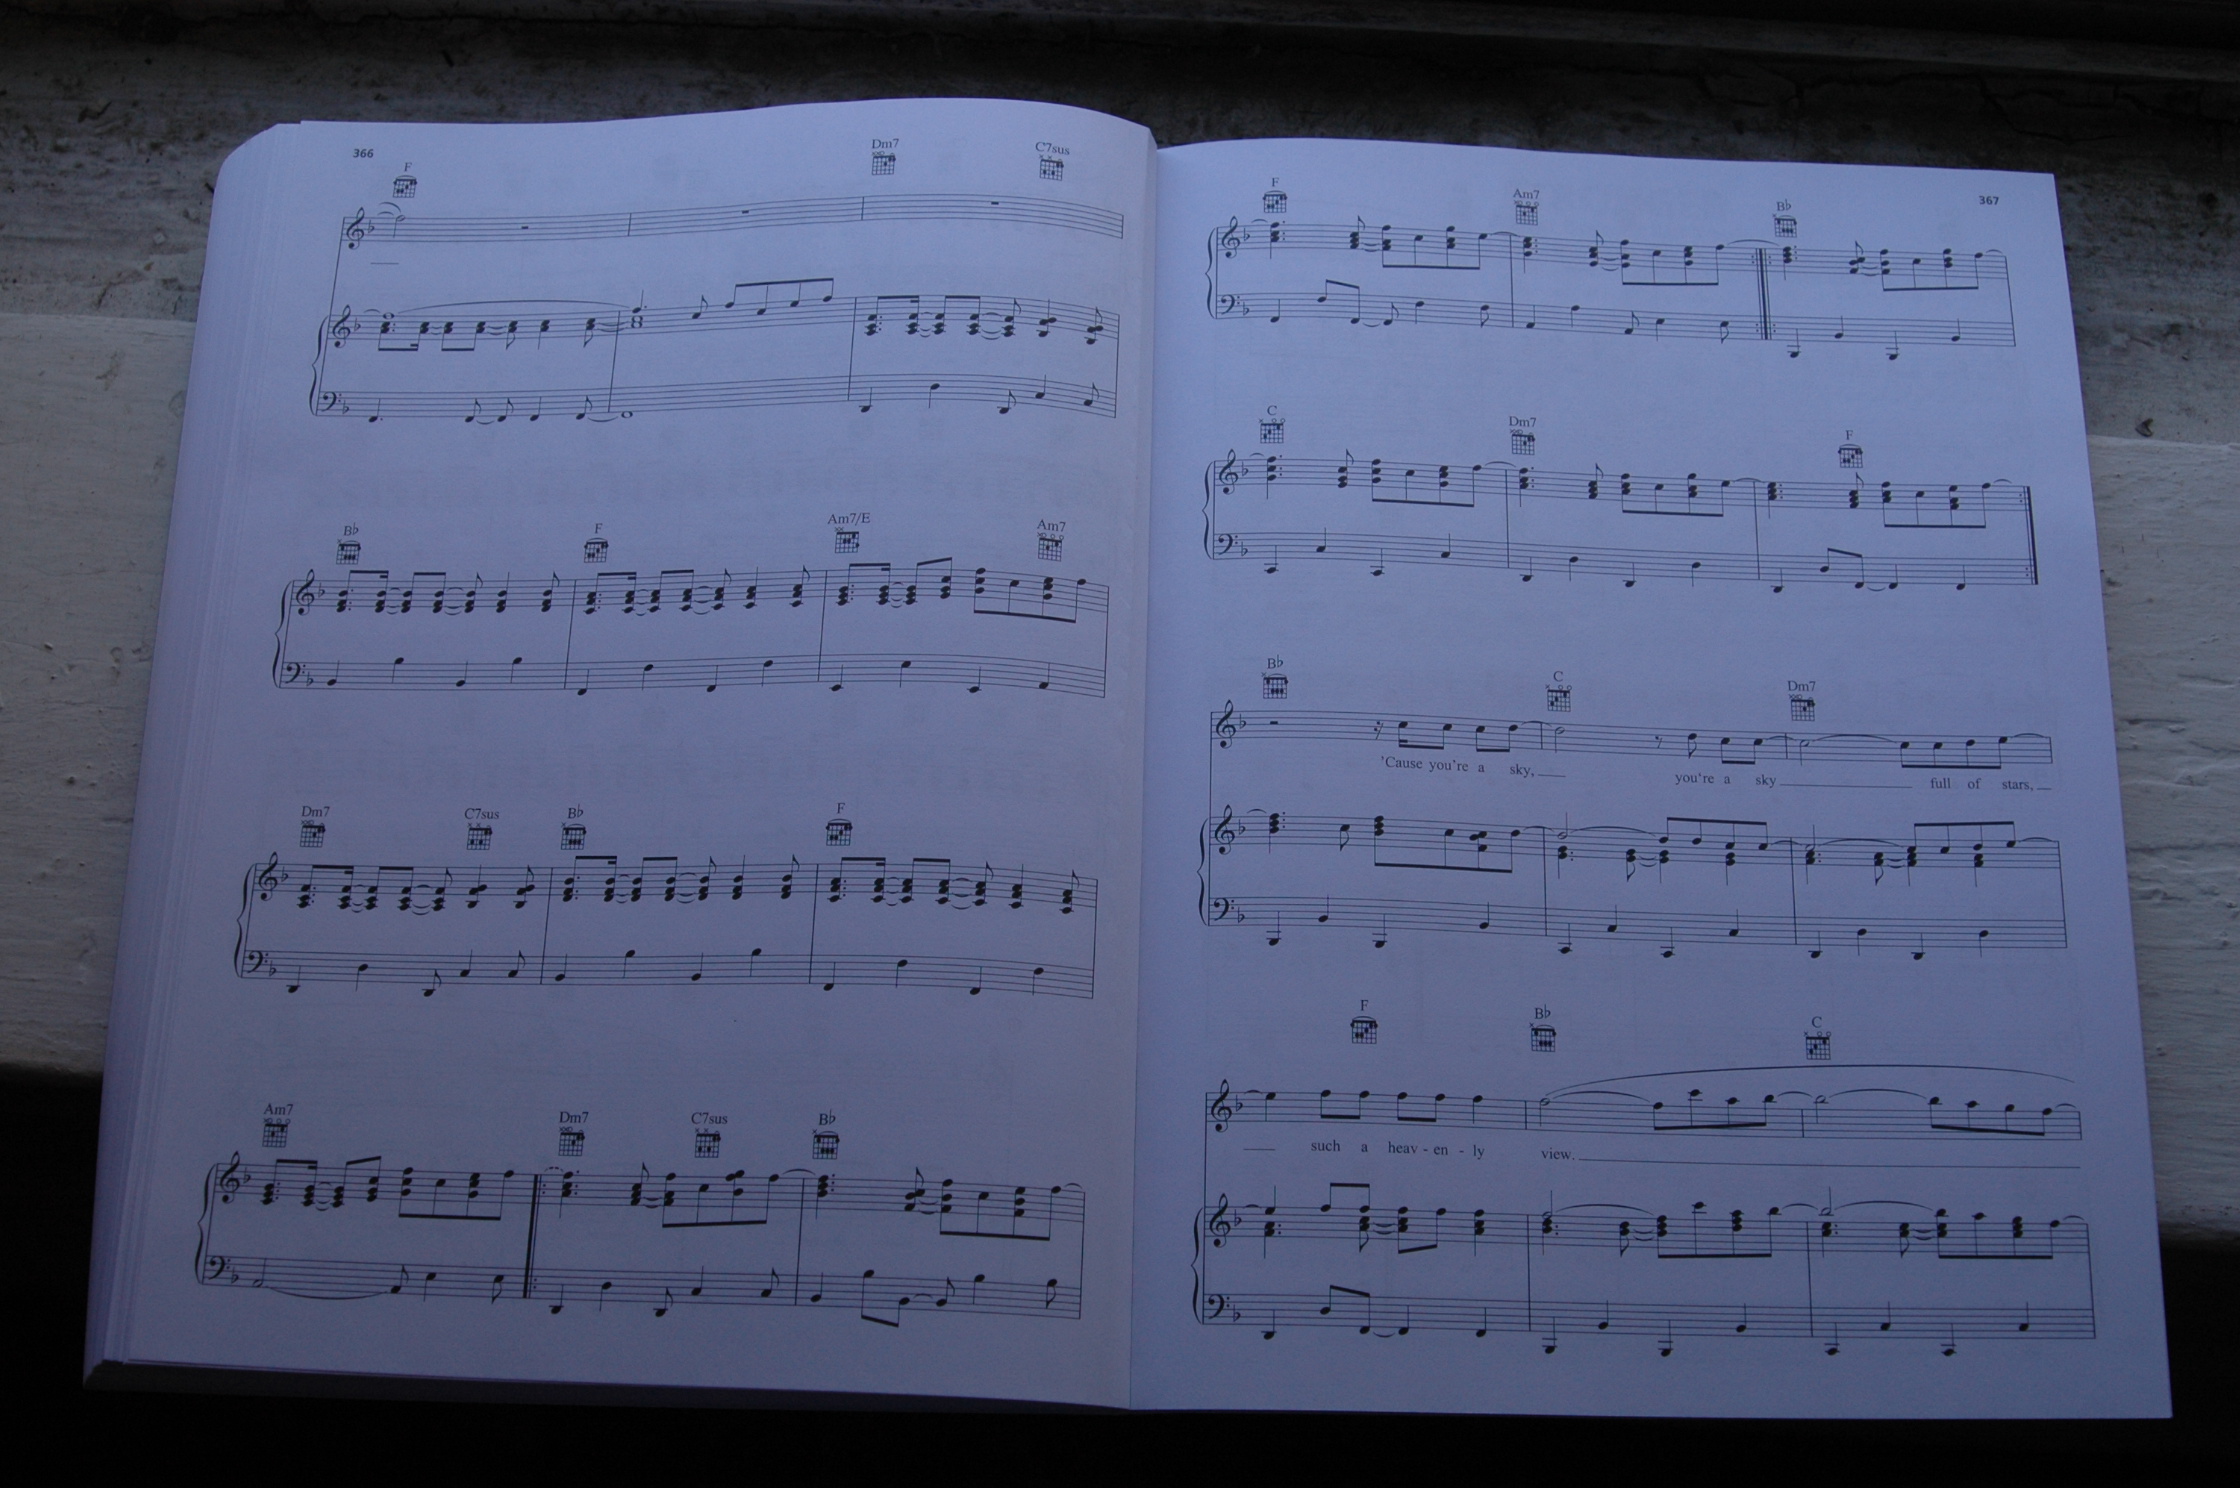 366
F Dm7 C7sus
B♭ F Am7/E Am7
Dm7 C7sus B♭ F
Am7 Dm7 C7sus B♭
367
F Am7 B♭
C Dm7 F
B♭ C Dm7
'Cause you're a sky, you're a sky full of stars,
F B♭ C
such a heav - en - ly view.